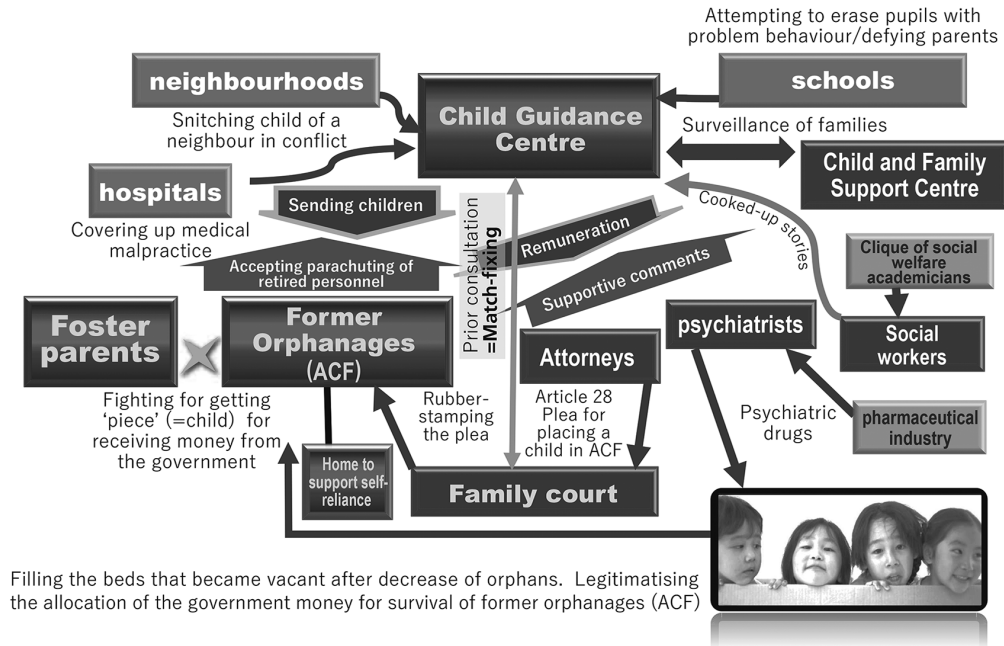 Attempting to erase pupils with
problem behaviour/defying parents
neighbourhoods
schools
Child Guidance
Centre
Snitching child of a
neighbour in conflict
Surveillance of families
Child and Family
Support Centre
hospitals
Covering up medical
malpractice
Sending children
Accepting parachuting of
retired personnel
Prior consultation
=Match-fixing
Remuneration
Supportive comments
Cooked-up stories
Clique of social
welfare
academicians
Social
workers
Foster
parents
Former
Orphanages
(ACF)
Attorneys
psychiatrists
Fighting for getting
‘piece’ (=child) for
receiving money from
the government
Rubber-
stamping
the plea
Article 28
Plea for
placing a
child in ACF
Psychiatric
drugs
pharmaceutical
industry
Home to
support self-
reliance
Family court
Filling the beds that became vacant after decrease of orphans. Legitimatising
the allocation of the government money for survival of former orphanages (ACF)